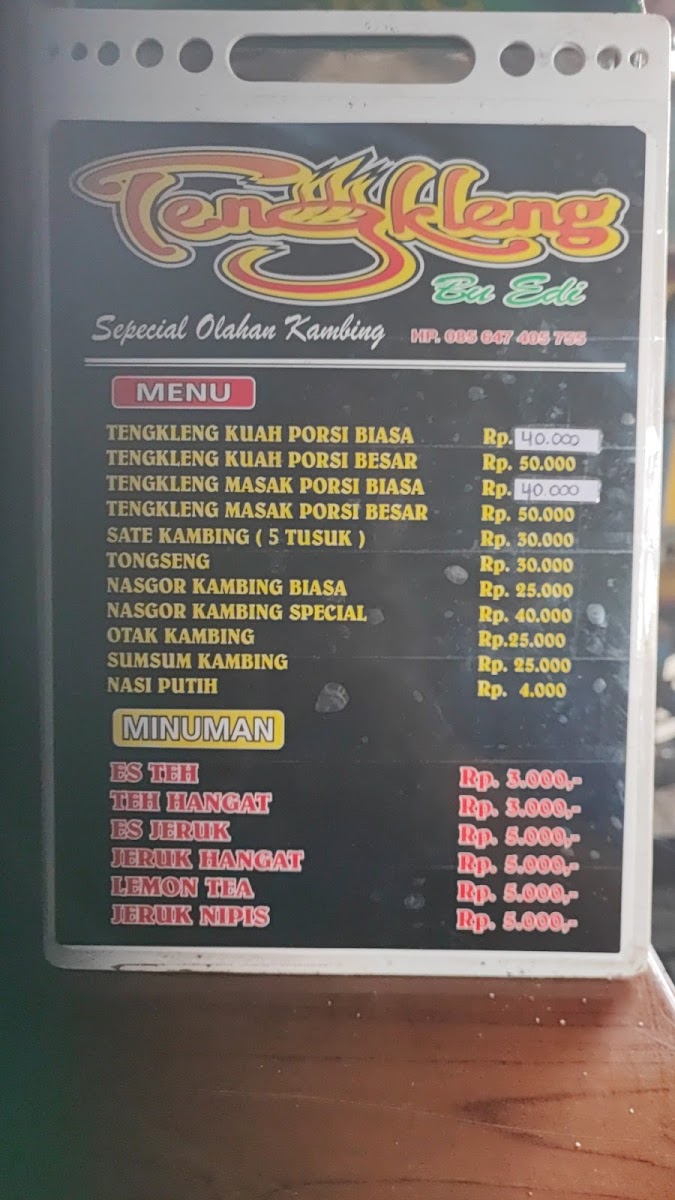 Tengkleng
Bu Edi
Sepecial Olahan Kambing HP. 085 647 405 755
MENU
TENGKLENG KUAH PORSI BIASA Rp. 40.000
TENGKLENG KUAH PORSI BESAR Rp. 50.000
TENGKLENG MASAK PORSI BIASA Rp. 40.000
TENGKLENG MASAK PORSI BESAR Rp. 50.000
SATE KAMBING ( 5 TUSUK ) Rp. 30.000
TONGSENG Rp. 30.000
NASGOR KAMBING BIASA Rp. 25.000
NASGOR KAMBING SPECIAL Rp. 40.000
OTAK KAMBING Rp.25.000
SUMSUM KAMBING Rp. 25.000
NASI PUTIH Rp. 4.000
MINUMAN
ES TEH Rp. 3.000,-
TEH HANGAT Rp. 3.000,-
ES JERUK Rp. 5.000,-
JERUK HANGAT Rp. 5.000,-
LEMON TEA Rp. 5.000,-
JERUK NIPIS Rp. 5.000,-